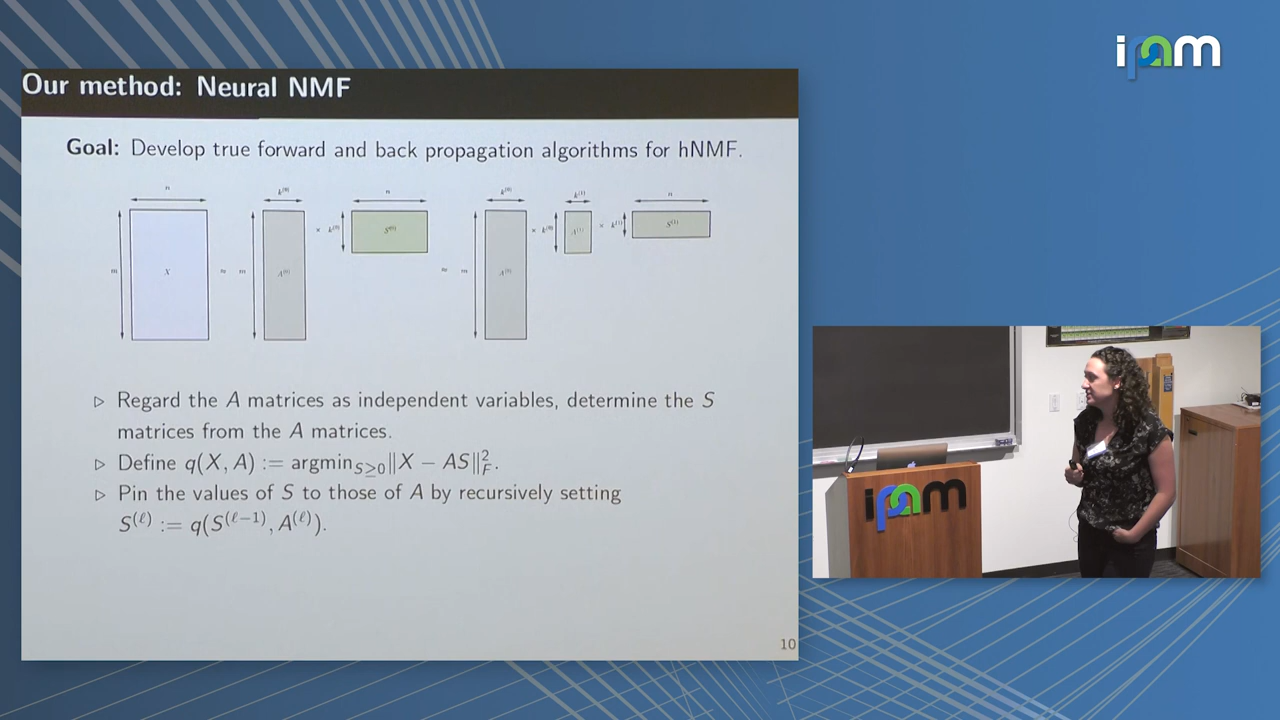 ipam
Our method: Neural NMF
Goal: Develop true forward and back propagation algorithms for hNMF.
n k⁽⁰⁾ n k⁽⁰⁾ k⁽¹⁾ n
m X ≈ m A⁽⁰⁾ × k⁽⁰⁾ S⁽⁰⁾ ≈ m A⁽⁰⁾ × k⁽⁰⁾ A⁽¹⁾ × k⁽¹⁾ S⁽¹⁾
▷ Regard the A matrices as independent variables, determine the S
matrices from the A matrices.
▷ Define q(X, A) := argmin_{S≥0}‖X − AS‖²_F.
▷ Pin the values of S to those of A by recursively setting
S^{(ℓ)} := q(S^{(ℓ−1)}, A^{(ℓ)}).
10
ipam